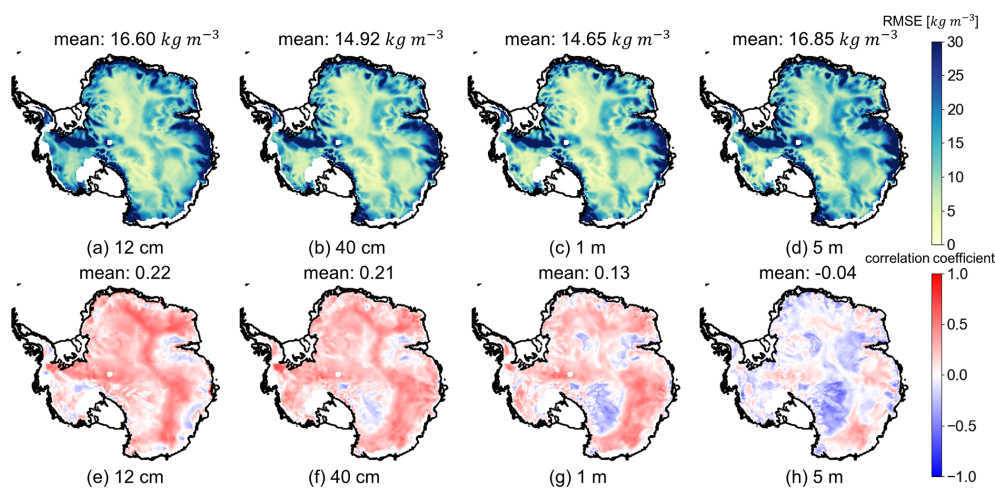 RMSE [kg m⁻³]
mean: 16.60 kg m⁻³ mean: 14.92 kg m⁻³ mean: 14.65 kg m⁻³ mean: 16.85 kg m⁻³
30
25
20
15
10
5
0
(a) 12 cm (b) 40 cm (c) 1 m (d) 5 m
correlation coefficient
mean: 0.22 mean: 0.21 mean: 0.13 mean: -0.04
1.0
0.5
0.0
−0.5
−1.0
(e) 12 cm (f) 40 cm (g) 1 m (h) 5 m